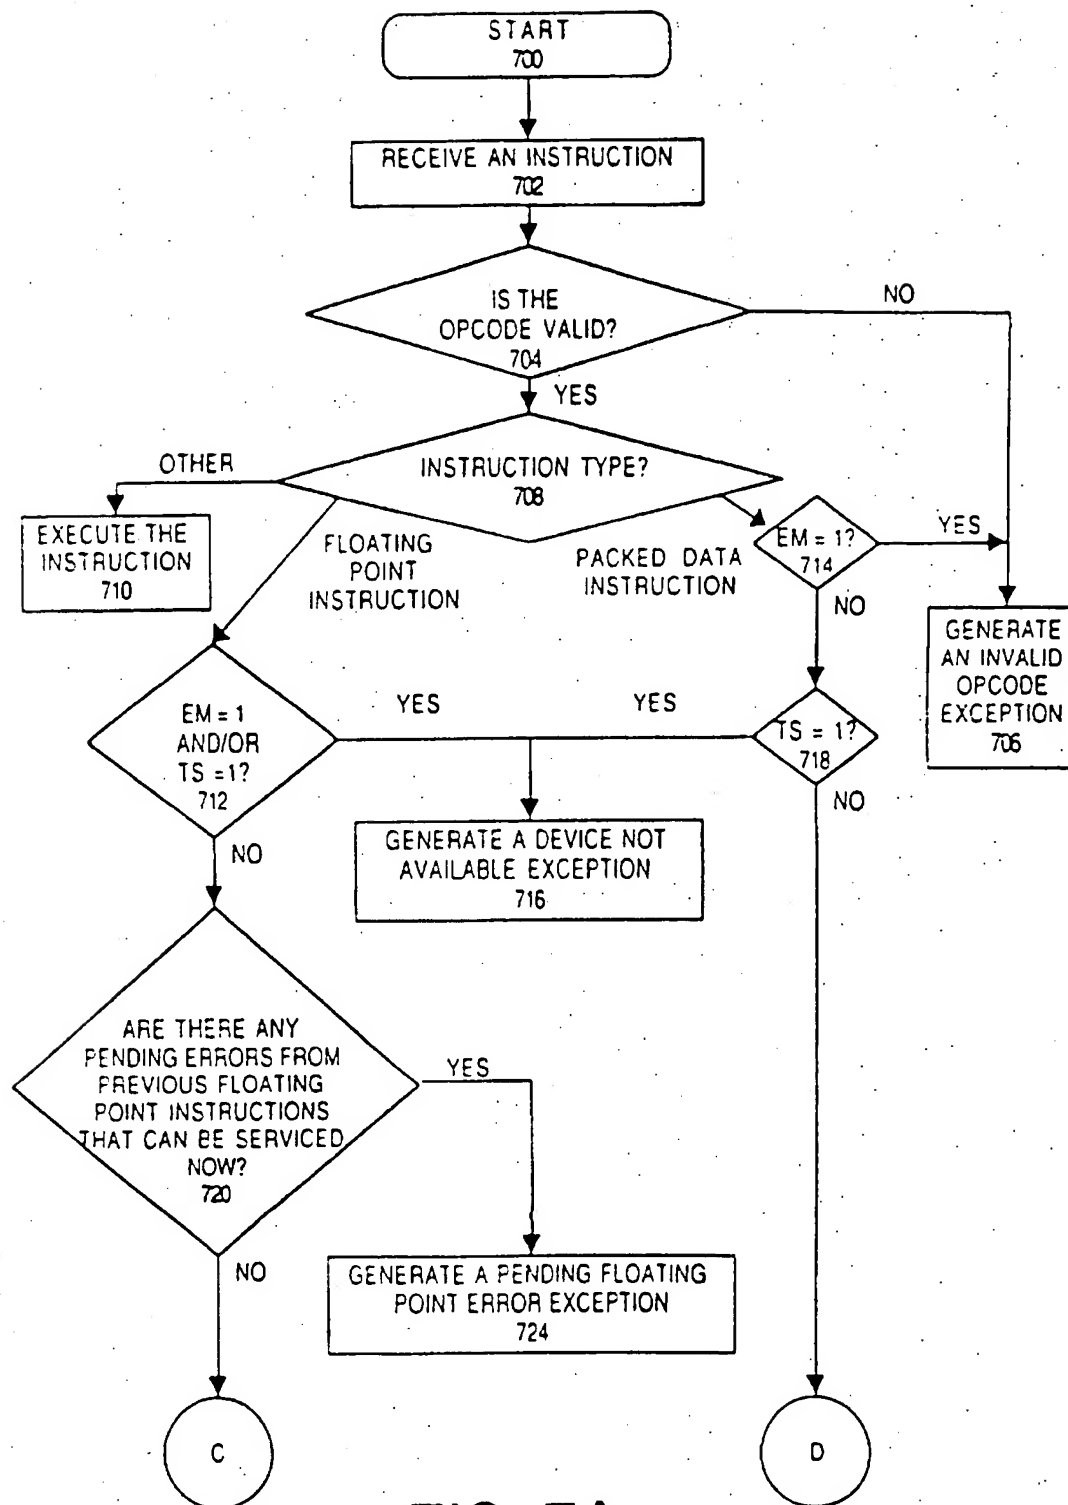 START
700
RECEIVE AN INSTRUCTION
702
IS THE
OPCODE VALID?
704
NO
YES
INSTRUCTION TYPE?
708
OTHER
EXECUTE THE
INSTRUCTION
710
FLOATING
POINT
INSTRUCTION
PACKED DATA
INSTRUCTION
EM = 1?
714
YES
NO
GENERATE
AN INVALID
OPCODE
EXCEPTION
706
EM = 1
AND/OR
TS =1?
712
YES
YES
TS = 1?
718
NO
NO
GENERATE A DEVICE NOT
AVAILABLE EXCEPTION
716
ARE THERE ANY
PENDING ERRORS FROM
PREVIOUS FLOATING
POINT INSTRUCTIONS
THAT CAN BE SERVICED
NOW?
720
YES
NO
GENERATE A PENDING FLOATING
POINT ERROR EXCEPTION
724
C
D